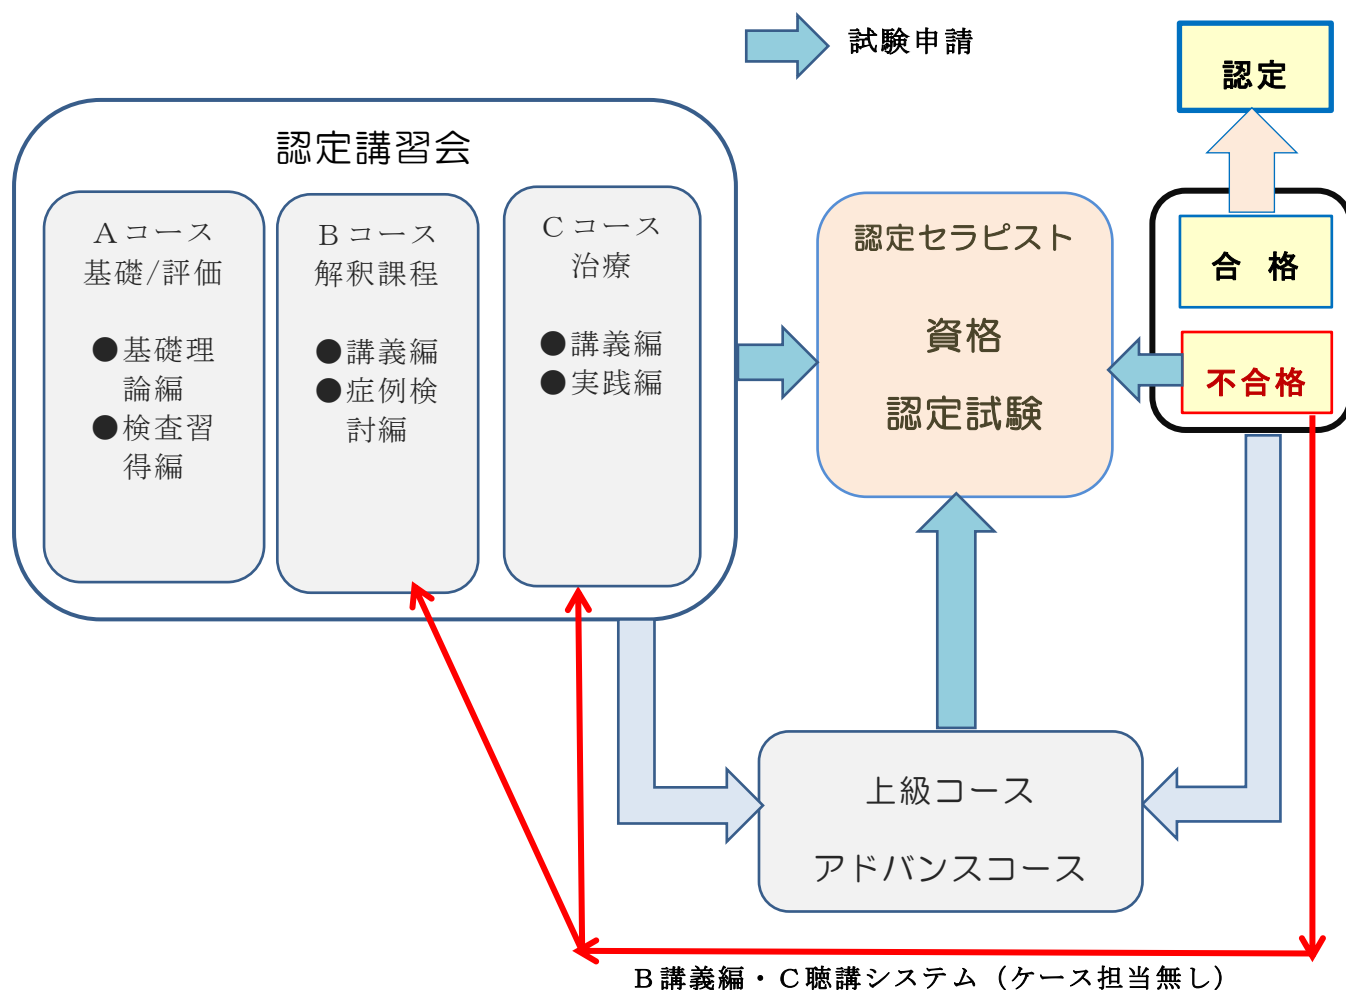 試験申請
認定
認定講習会
Aコース
基礎/評価
●基礎理
論編
●検査習
得編
Bコース
解釈課程
●講義編
●症例検
討編
Cコース
治療
●講義編
●実践編
認定セラピスト
資格
認定試験
合 格
不合格
上級コース
アドバンスコース
B講義編・C聴講システム（ケース担当無し）